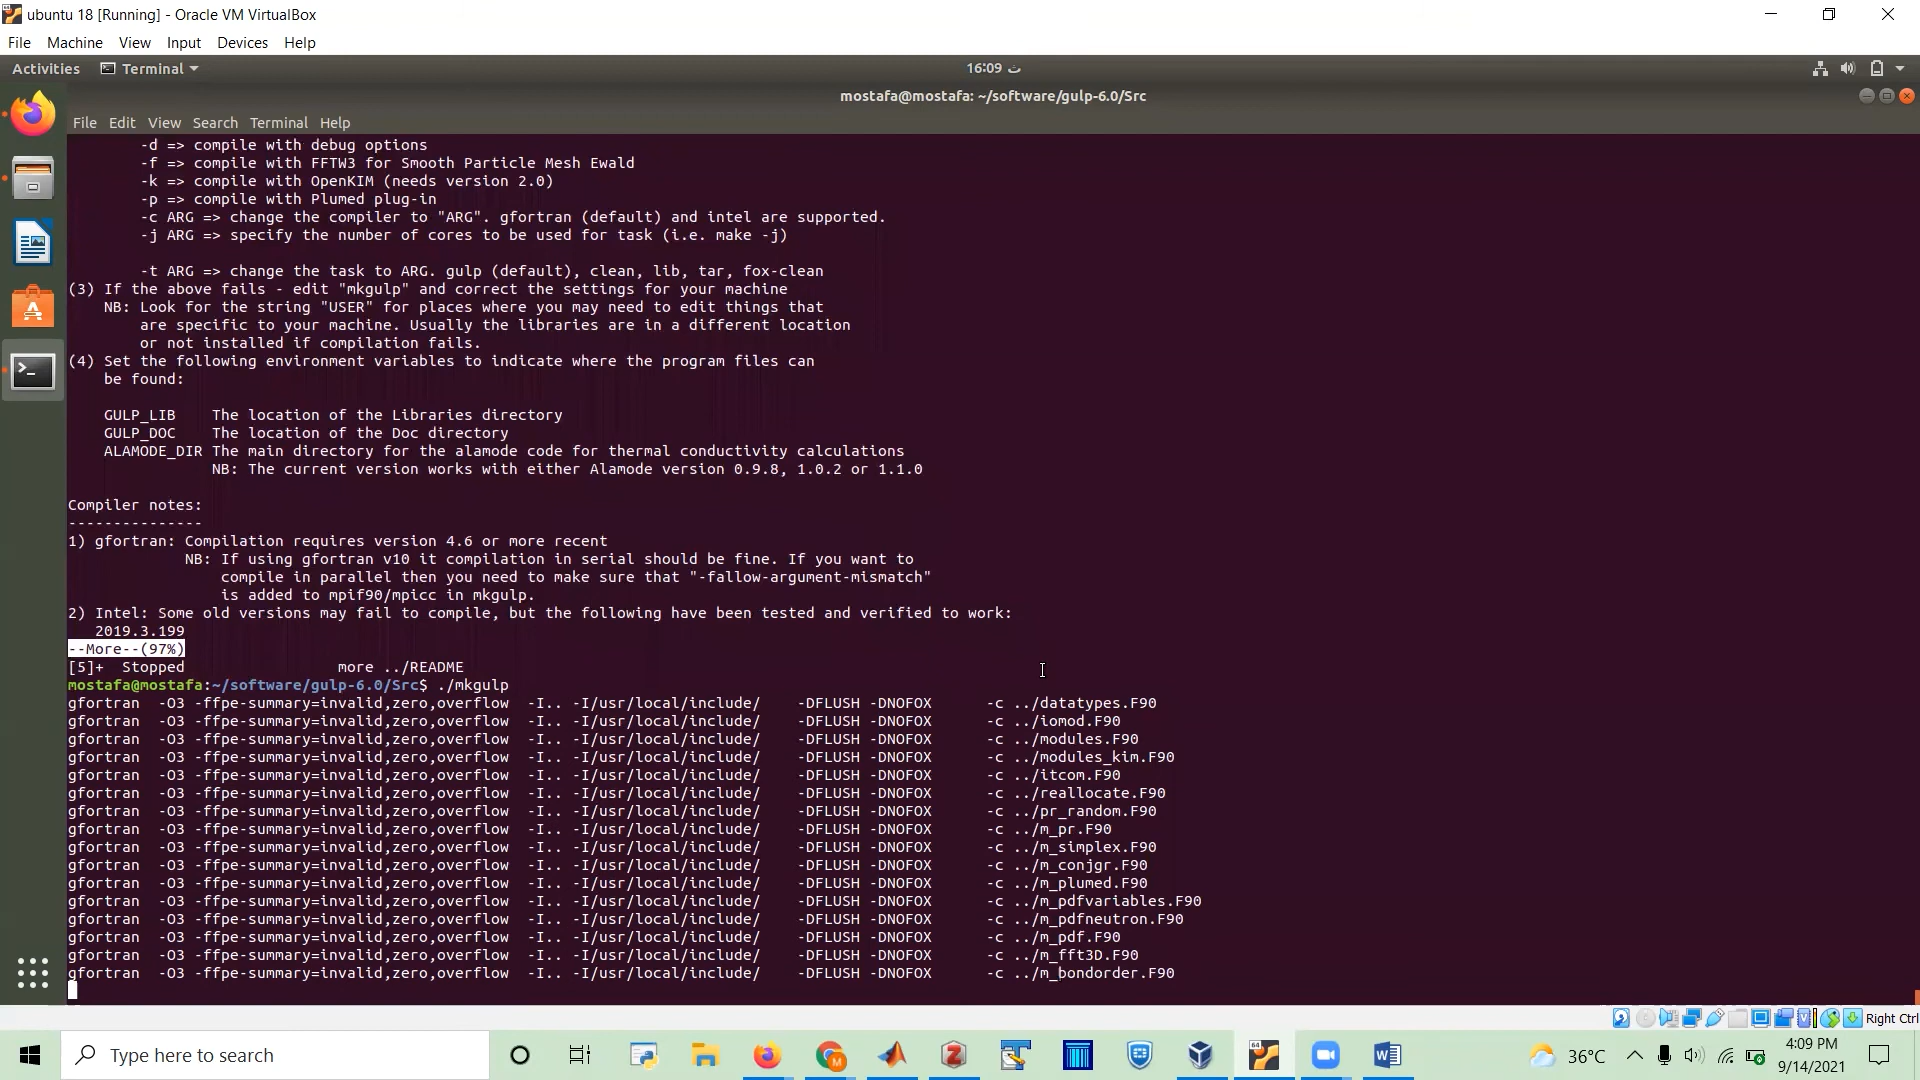 ubuntu 18 [Running] - Oracle VM VirtualBox
File Machine View Input Devices Help
Activities Terminal 16:09 ث
mostafa@mostafa: ~/software/gulp-6.0/Src
File Edit View Search Terminal Help
-d => compile with debug options
-f => compile with FFTW3 for Smooth Particle Mesh Ewald
-k => compile with OpenKIM (needs version 2.0)
-p => compile with Plumed plug-in
-c ARG => change the compiler to "ARG". gfortran (default) and intel are supported.
-j ARG => specify the number of cores to be used for task (i.e. make -j)
-t ARG => change the task to ARG. gulp (default), clean, lib, tar, fox-clean
(3) If the above fails - edit "mkgulp" and correct the settings for your machine
NB: Look for the string "USER" for places where you may need to edit things that
are specific to your machine. Usually the libraries are in a different location
or not installed if compilation fails.
(4) Set the following environment variables to indicate where the program files can
be found:
GULP_LIB The location of the Libraries directory
GULP_DOC The location of the Doc directory
ALAMODE_DIR The main directory for the alamode code for thermal conductivity calculations
NB: The current version works with either Alamode version 0.9.8, 1.0.2 or 1.1.0
Compiler notes:
---------------
1) gfortran: Compilation requires version 4.6 or more recent
NB: If using gfortran v10 it compilation in serial should be fine. If you want to
compile in parallel then you need to make sure that "-fallow-argument-mismatch"
is added to mpif90/mpicc in mkgulp.
2) Intel: Some old versions may fail to compile, but the following have been tested and verified to work:
2019.3.199
--More--(97%)
[5]+ Stopped more ../README
mostafa@mostafa:~/software/gulp-6.0/Src$ ./mkgulp
gfortran -O3 -ffpe-summary=invalid,zero,overflow -I.. -I/usr/local/include/ -DFLUSH -DNOFOX -c ../datatypes.F90
gfortran -O3 -ffpe-summary=invalid,zero,overflow -I.. -I/usr/local/include/ -DFLUSH -DNOFOX -c ../iomod.F90
gfortran -O3 -ffpe-summary=invalid,zero,overflow -I.. -I/usr/local/include/ -DFLUSH -DNOFOX -c ../modules.F90
gfortran -O3 -ffpe-summary=invalid,zero,overflow -I.. -I/usr/local/include/ -DFLUSH -DNOFOX -c ../modules_kim.F90
gfortran -O3 -ffpe-summary=invalid,zero,overflow -I.. -I/usr/local/include/ -DFLUSH -DNOFOX -c ../itcom.F90
gfortran -O3 -ffpe-summary=invalid,zero,overflow -I.. -I/usr/local/include/ -DFLUSH -DNOFOX -c ../reallocate.F90
gfortran -O3 -ffpe-summary=invalid,zero,overflow -I.. -I/usr/local/include/ -DFLUSH -DNOFOX -c ../pr_random.F90
gfortran -O3 -ffpe-summary=invalid,zero,overflow -I.. -I/usr/local/include/ -DFLUSH -DNOFOX -c ../m_pr.F90
gfortran -O3 -ffpe-summary=invalid,zero,overflow -I.. -I/usr/local/include/ -DFLUSH -DNOFOX -c ../m_simplex.F90
gfortran -O3 -ffpe-summary=invalid,zero,overflow -I.. -I/usr/local/include/ -DFLUSH -DNOFOX -c ../m_conjgr.F90
gfortran -O3 -ffpe-summary=invalid,zero,overflow -I.. -I/usr/local/include/ -DFLUSH -DNOFOX -c ../m_plumed.F90
gfortran -O3 -ffpe-summary=invalid,zero,overflow -I.. -I/usr/local/include/ -DFLUSH -DNOFOX -c ../m_pdfvariables.F90
gfortran -O3 -ffpe-summary=invalid,zero,overflow -I.. -I/usr/local/include/ -DFLUSH -DNOFOX -c ../m_pdfneutron.F90
gfortran -O3 -ffpe-summary=invalid,zero,overflow -I.. -I/usr/local/include/ -DFLUSH -DNOFOX -c ../m_pdf.F90
gfortran -O3 -ffpe-summary=invalid,zero,overflow -I.. -I/usr/local/include/ -DFLUSH -DNOFOX -c ../m_fft3D.F90
gfortran -O3 -ffpe-summary=invalid,zero,overflow -I.. -I/usr/local/include/ -DFLUSH -DNOFOX -c ../m_bondorder.F90
Right Ctrl
Type here to search
36°C
4:09 PM
9/14/2021